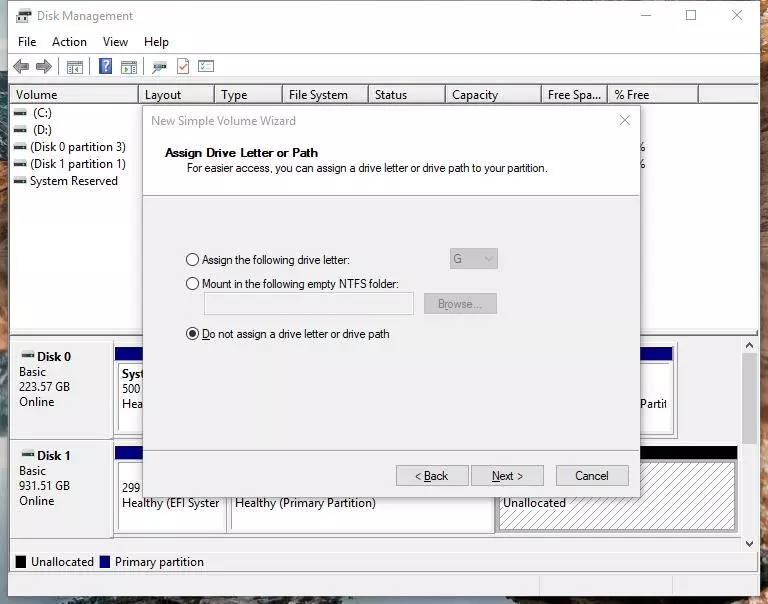 Disk Management
File Action View Help
Volume Layout Type File System Status Capacity Free Spa... % Free
(C:)
(D:)
(Disk 0 partition 3)
%
(Disk 1 partition 1)
%
System Reserved
New Simple Volume Wizard
Assign Drive Letter or Path
For easier access, you can assign a drive letter or drive path to your partition.
Assign the following drive letter:
G
Mount in the following empty NTFS folder:
Browse...
Do not assign a drive letter or drive path
< Back Next > Cancel
Disk 0
Basic
223.57 GB
Online
Syst
500
Hea
Partit
Disk 1
Basic
931.51 GB
Online
299
Healthy (EFI Syster
Healthy (Primary Partition)
Unallocated
Unallocated Primary partition